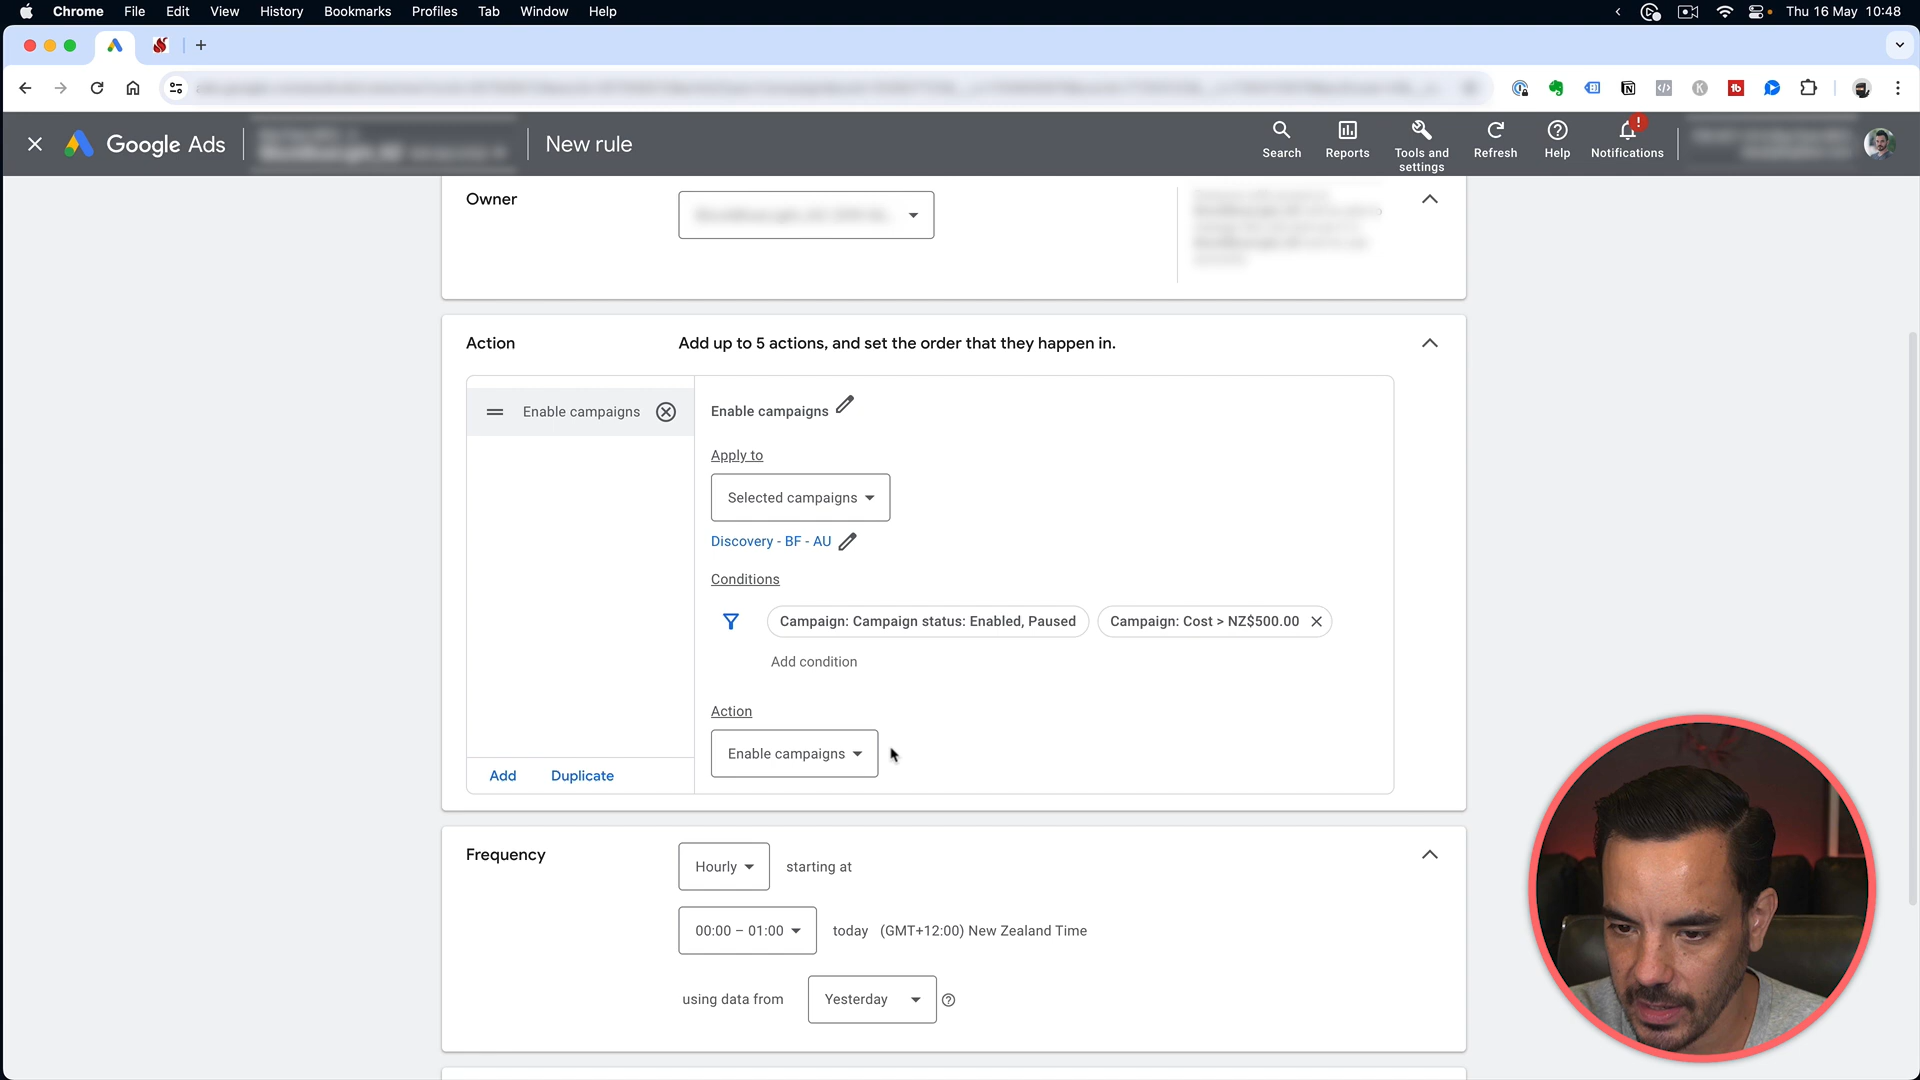 Chrome File Edit View History Bookmarks Profiles Tab Window Help Thu 16 May 10:48
Google Ads New rule Search Reports Tools and settings Refresh Help Notifications
Owner
Action Add up to 5 actions, and set the order that they happen in.
Enable campaigns
Enable campaigns
Apply to
Selected campaigns
Discovery - BF - AU
Conditions
Campaign: Campaign status: Enabled, Paused Campaign: Cost > NZ$500.00
Add condition
Action
Enable campaigns
Add Duplicate
Frequency Hourly starting at
00:00 – 01:00 today (GMT+12:00) New Zealand Time
using data from Yesterday